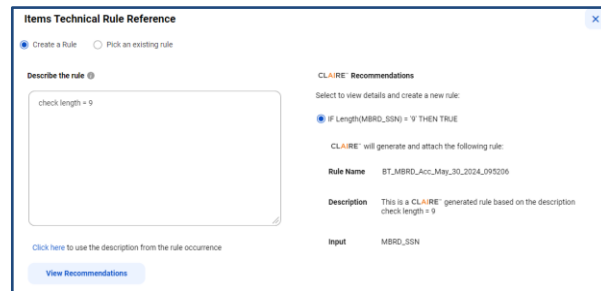 Items Technical Rule Reference
Create a Rule
Pick an existing rule
Describe the rule
check length = 9
Click here to use the description from the rule occurrence
View Recommendations
CLAIRE™ Recommendations
Select to view details and create a new rule:
IF Length(MBRD_SSN) = '9' THEN TRUE
CLAIRE™ will generate and attach the following rule:
Rule Name BT_MBRD_Acc_May_30_2024_095206
Description This is a CLAIRE™ generated rule based on the description
check length = 9
Input MBRD_SSN